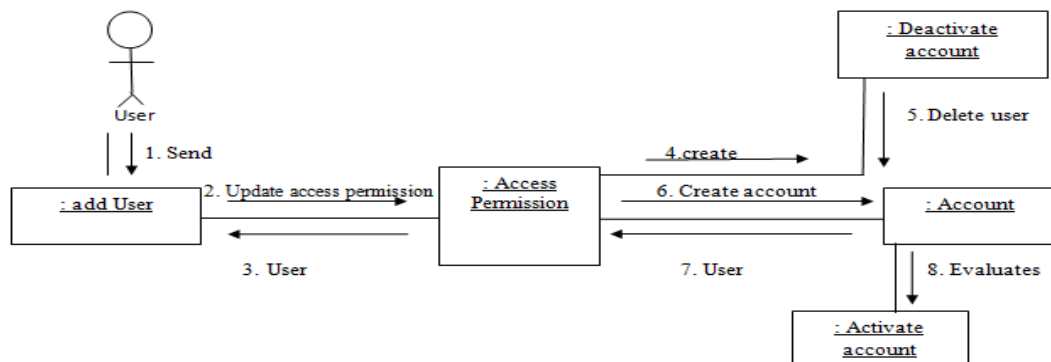 : Deactivate
account
User
5. Delete user
1. Send
4.create
: add User
2. Update access permission
: Access
Permission
6. Create account
: Account
3. User
7. User
8. Evaluates
: Activate
account